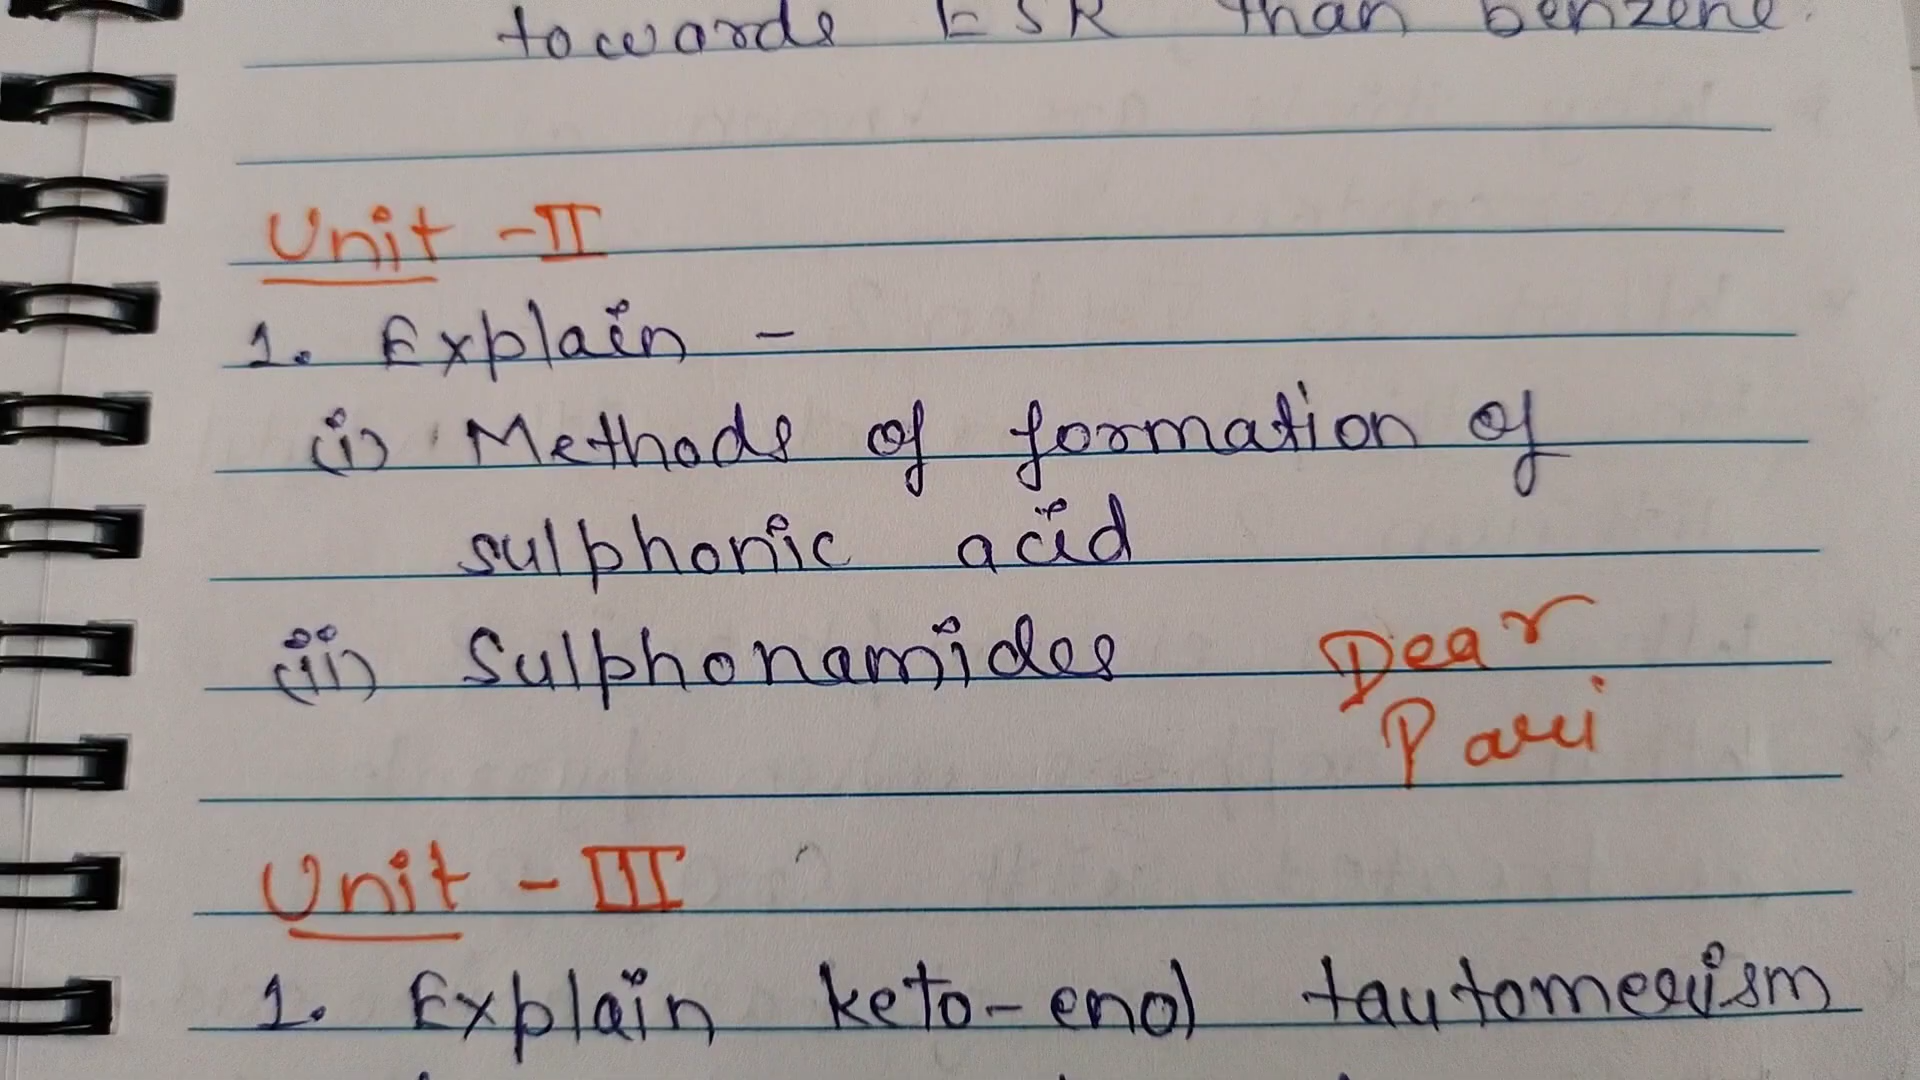 towards ESR than benzene.
Unit - II
1. Explain -
(i) Methods of formation of
sulphonic acid
(ii) Sulphonamides
Dear
Pari
Unit - III
1. Explain keto-enol tautomerism